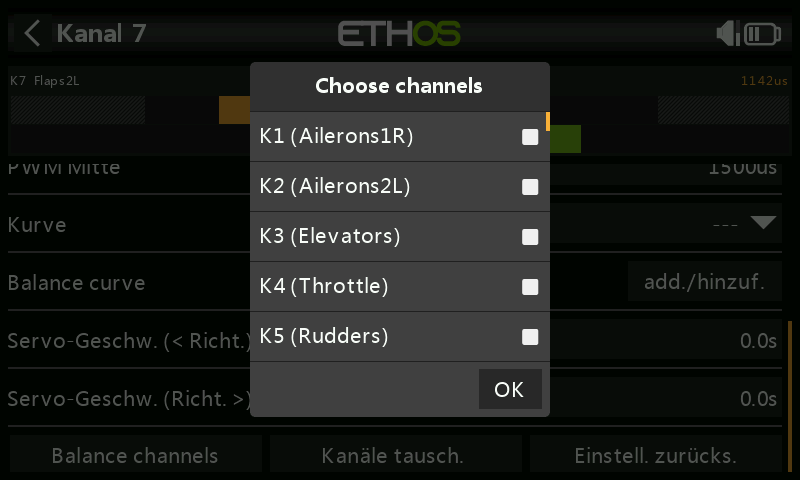 Kanal 7
ETHOS
K7 Flaps2L
1142us
Choose channels
K1 (Ailerons1R)
K2 (Ailerons2L)
K3 (Elevators)
K4 (Throttle)
K5 (Rudders)
OK
PWM Mitte
1500us
Kurve
---
Balance curve
add./hinzuf.
Servo-Geschw. (< Richt.)
0.0s
Servo-Geschw. (Richt. >)
0.0s
Balance channels
Kanäle tausch.
Einstell. zurücks.